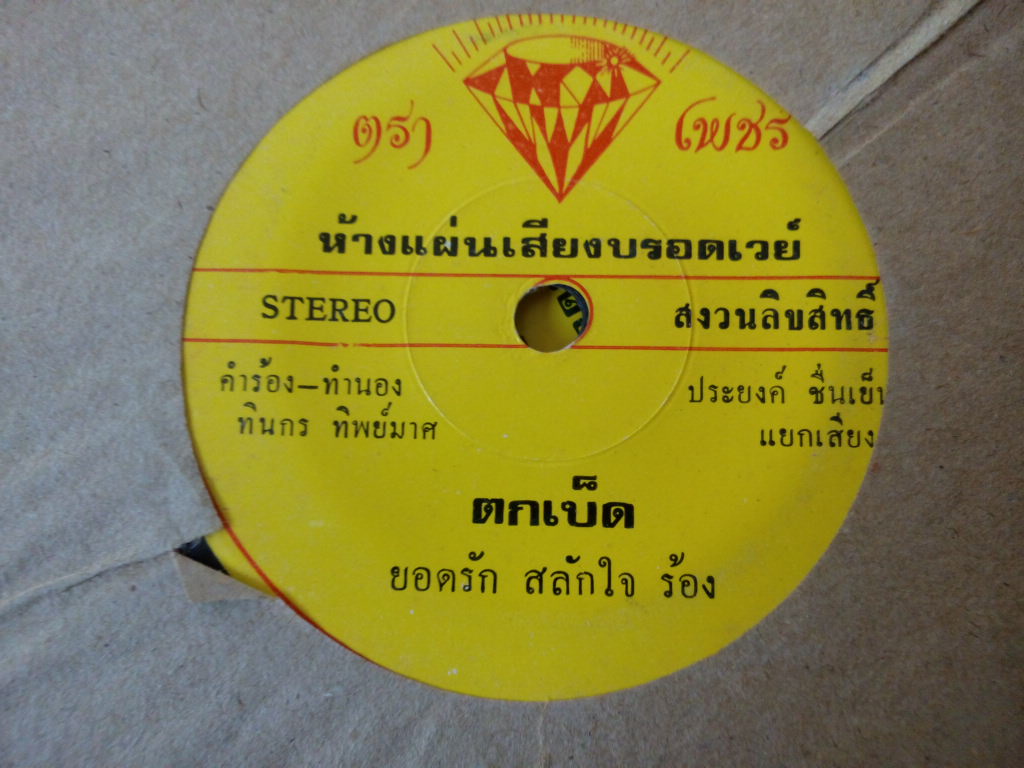 ตรา เพชร
ห้างแผ่นเสียงบรอดเวย์
STEREO สงวนลิขสิทธิ์
คำร้อง–ทำนอง
ทินกร ทิพย์มาศ
ประยงค์ ชื่นเย็น
แยกเสียง
ตกเบ็ด
ยอดรัก สลักใจ ร้อง